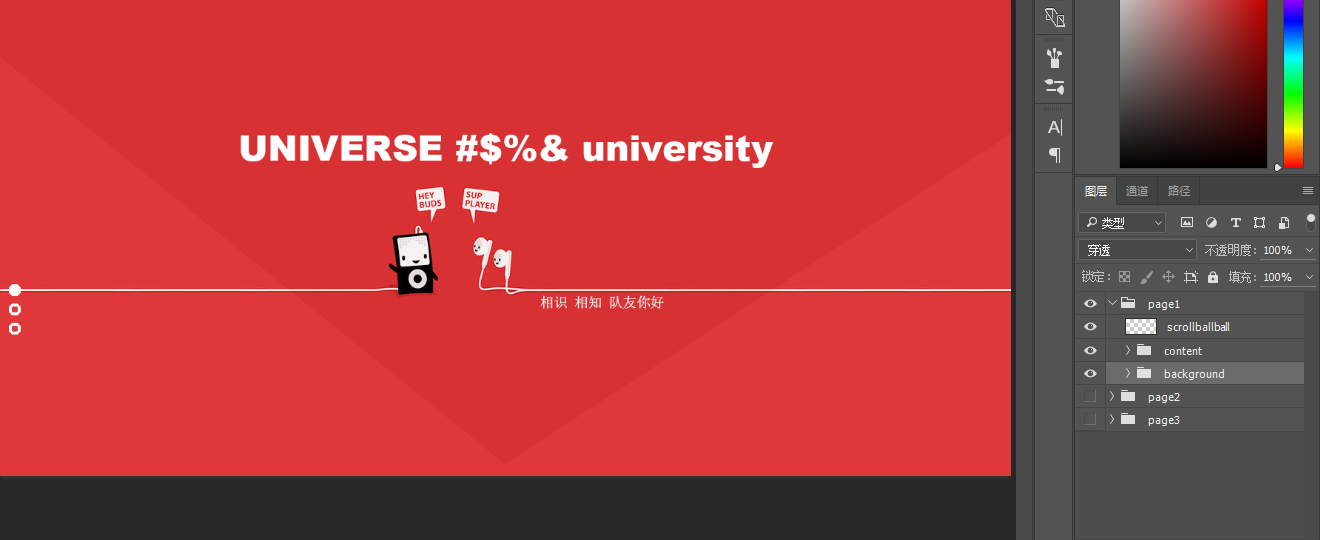 UNIVERSE #$%& university
HEY
BUDS
SUP
PLAYER
相识 相知 队友你好
A
图层 通道 路径
类型
T
穿透 不透明度: 100%
锁定: 填充: 100%
page1
scrollballball
content
background
page2
page3